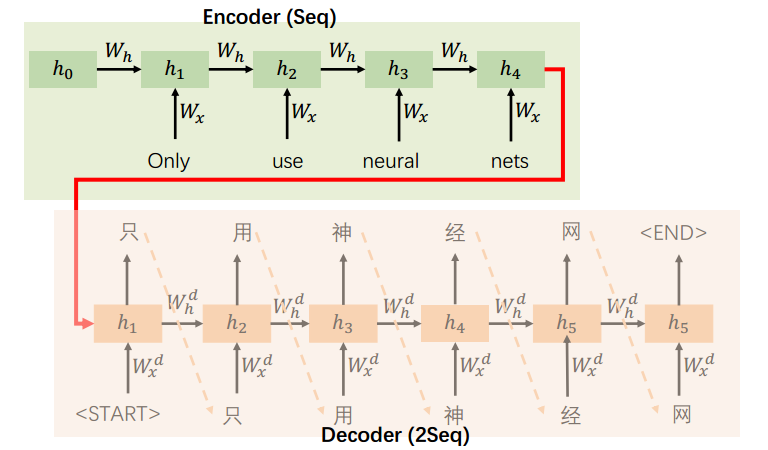 Encoder (Seq)
W_h W_h W_h W_h
h_0 h_1 h_2 h_3 h_4
W_x W_x W_x W_x
Only use neural nets
只 用 神 经 网 <END>
W_h^d W_h^d W_h^d W_h^d W_h^d
h_1 h_2 h_3 h_4 h_5 h_5
W_x^d W_x^d W_x^d W_x^d W_x^d W_x^d
<START> 只 用 神 经 网
Decoder (2Seq)